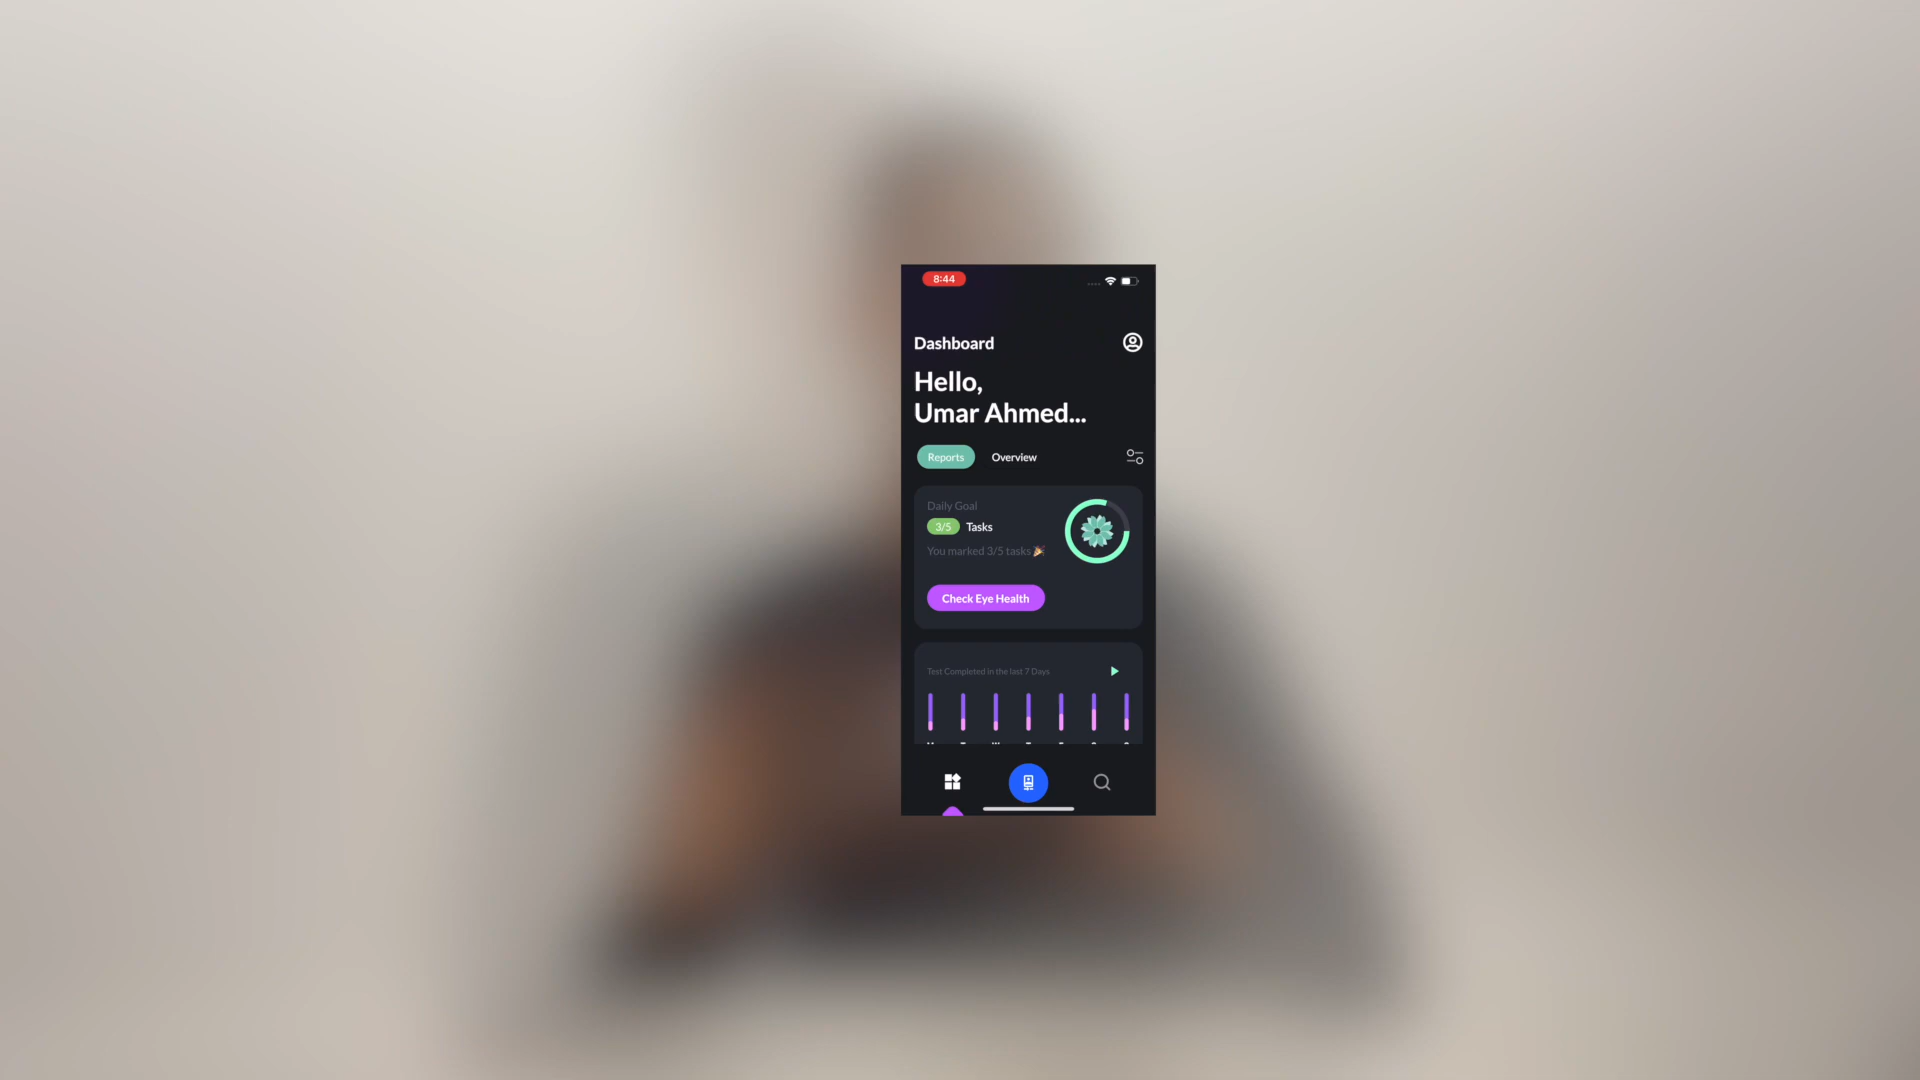 8:44
Dashboard
Hello,
Umar Ahmed...
Reports Overview
Daily Goal
3/5 Tasks
You marked 3/5 tasks 🎉
Check Eye Health
Test Completed in the last 7 Days